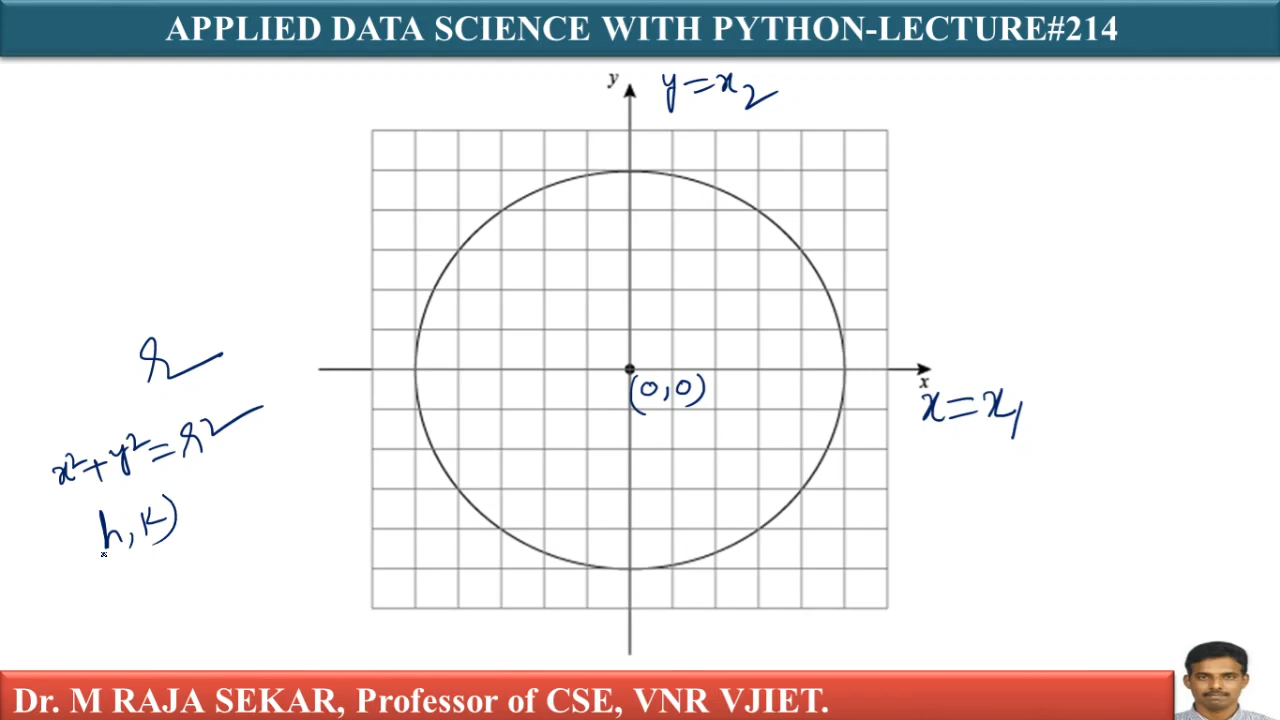 APPLIED DATA SCIENCE WITH PYTHON-LECTURE#214
y
y=x₂
(0,0)
x
x=x₁
r
x²+y²=r²
h,k)
Dr. M RAJA SEKAR, Professor of CSE, VNR VJIET.